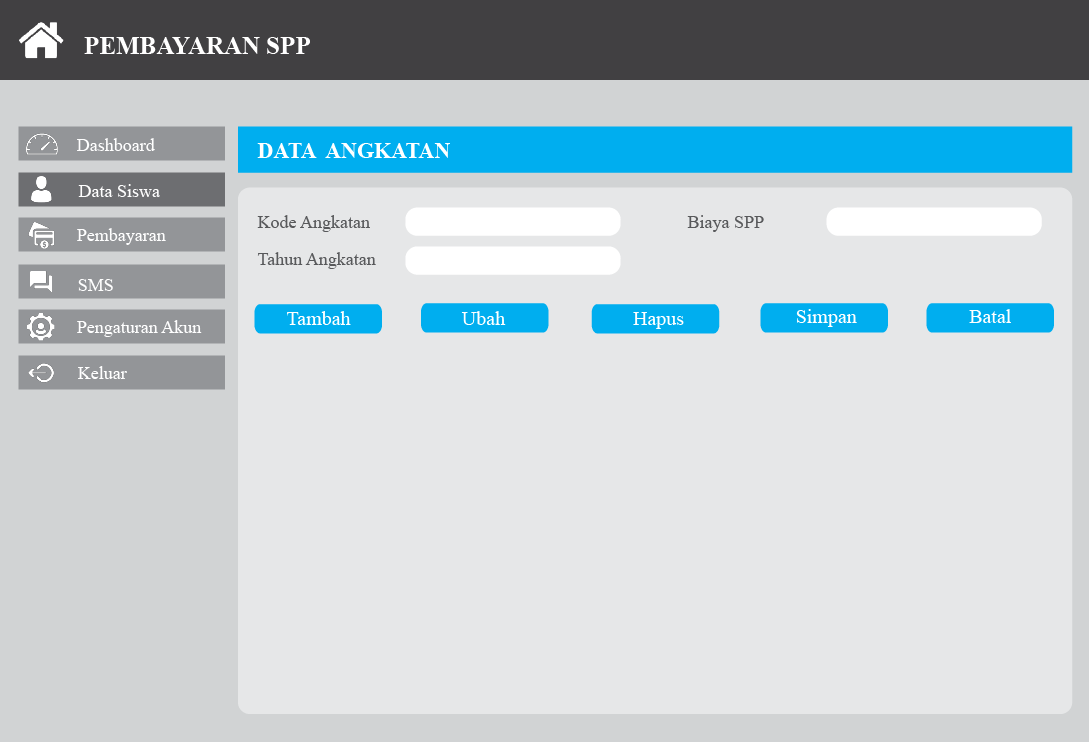 PEMBAYARAN SPP
Dashboard
Data Siswa
Pembayaran
SMS
Pengaturan Akun
Keluar
DATA ANGKATAN
Kode Angkatan
Biaya SPP
Tahun Angkatan
Tambah
Ubah
Hapus
Simpan
Batal